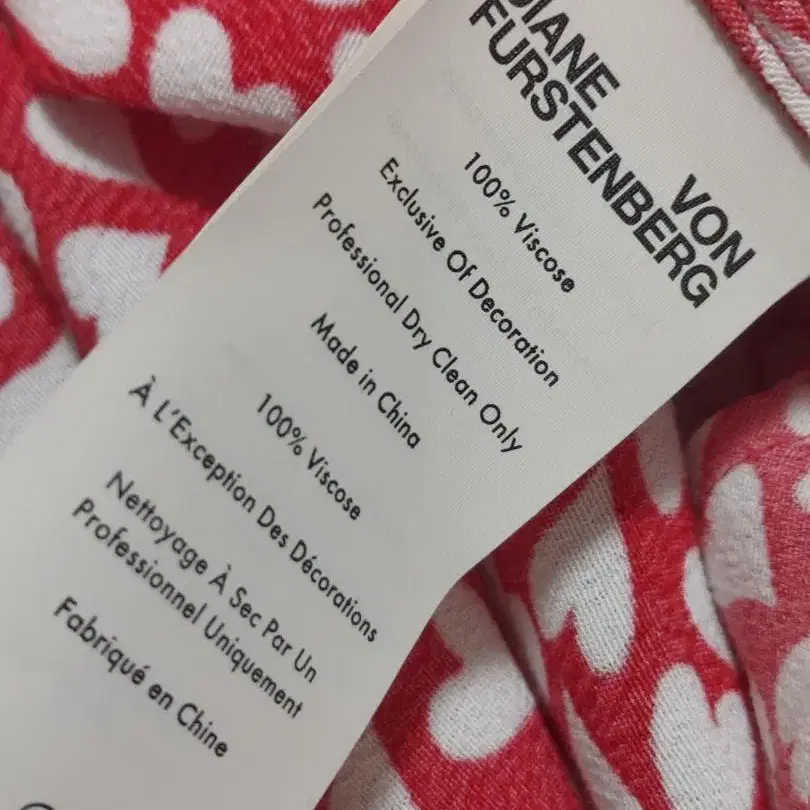 DIANE
VON
FURSTENBERG
100% Viscose
Exclusive Of Decoration
Professional Dry Clean Only
Made in China
100% Viscose
À L'Exception Des Décorations
Nettoyage À Sec Par Un
Professionnel Uniquement
Fabriqué en Chine